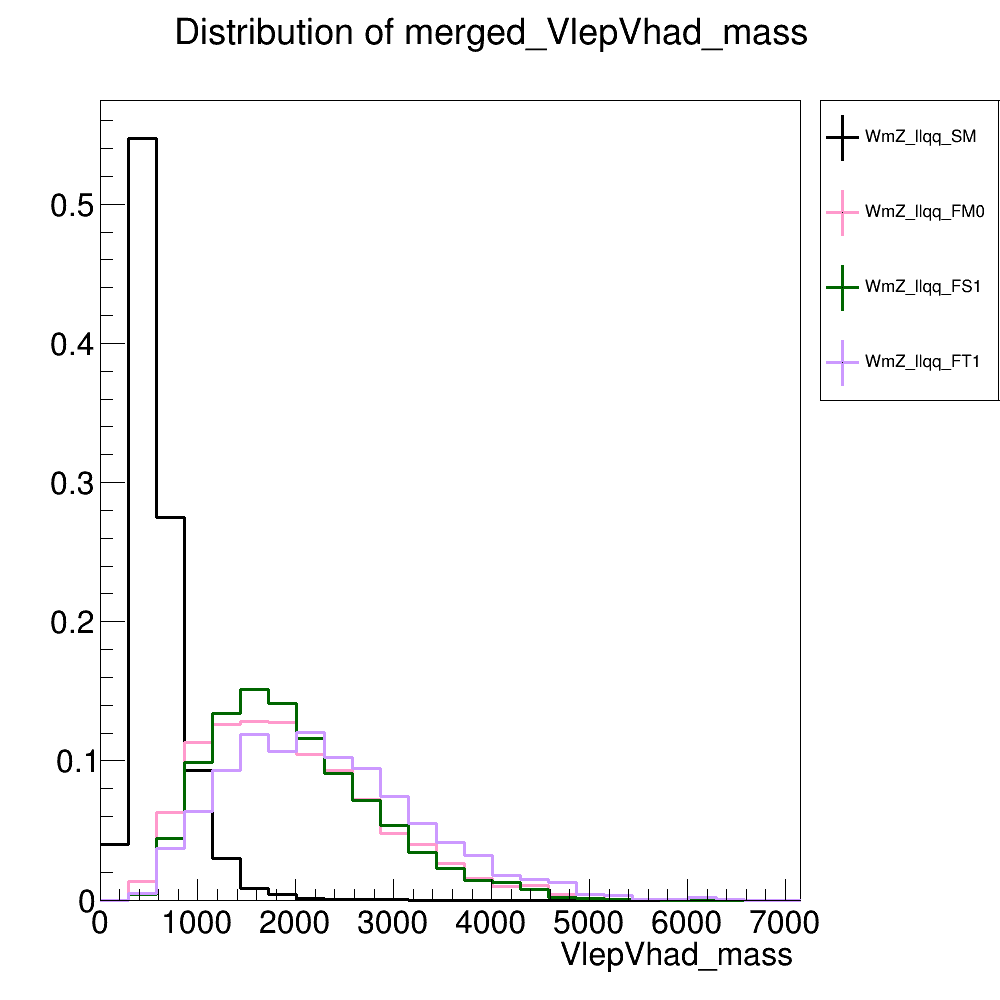 Distribution of merged_VlepVhad_mass
WmZ_llqq_SM
WmZ_llqq_FM0
WmZ_llqq_FS1
WmZ_llqq_FT1
0.5
0.4
0.3
0.2
0.1
0
0 1000 2000 3000 4000 5000 6000 7000
VlepVhad_mass